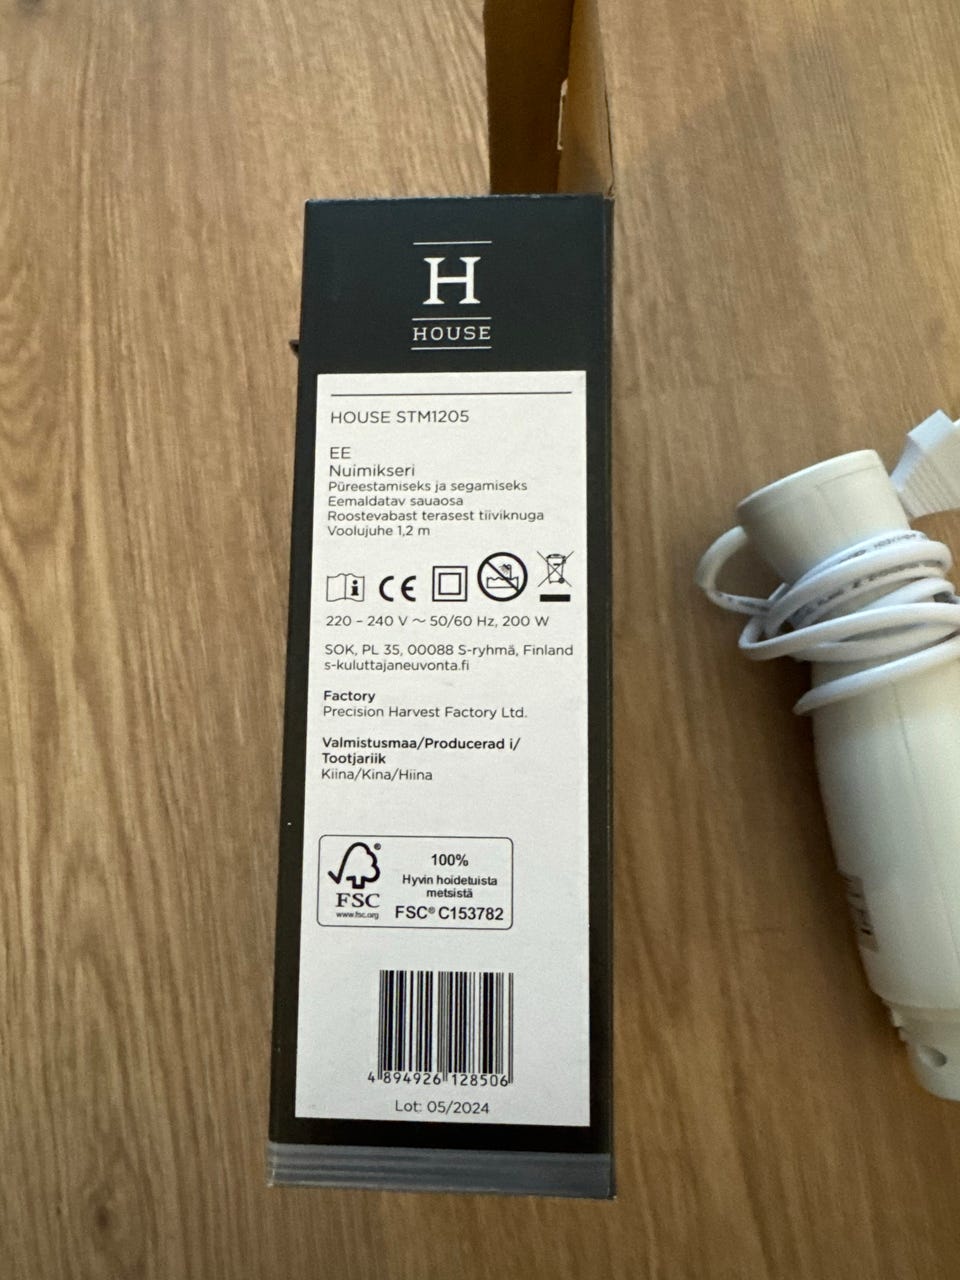 H
HOUSE
HOUSE STM1205
EE
Nuimikseri
Püreestamiseks ja segamiseks
Eemaldatav sauaosa
Roostevabast terasest tiiviknuga
Voolujuhe 1,2 m
i
CE
220 – 240 V ~ 50/60 Hz, 200 W
SOK, PL 35, 00088 S-ryhmä, Finland
s-kuluttajaneuvonta.fi
Factory
Precision Harvest Factory Ltd.
Valmistusmaa/Producerad i/
Tootjariik
Kiina/Kina/Hiina
®
FSC
www.fsc.org
100%
Hyvin hoidetuista
metsistä
FSC® C153782
4 894926 128506
Lot: 05/2024